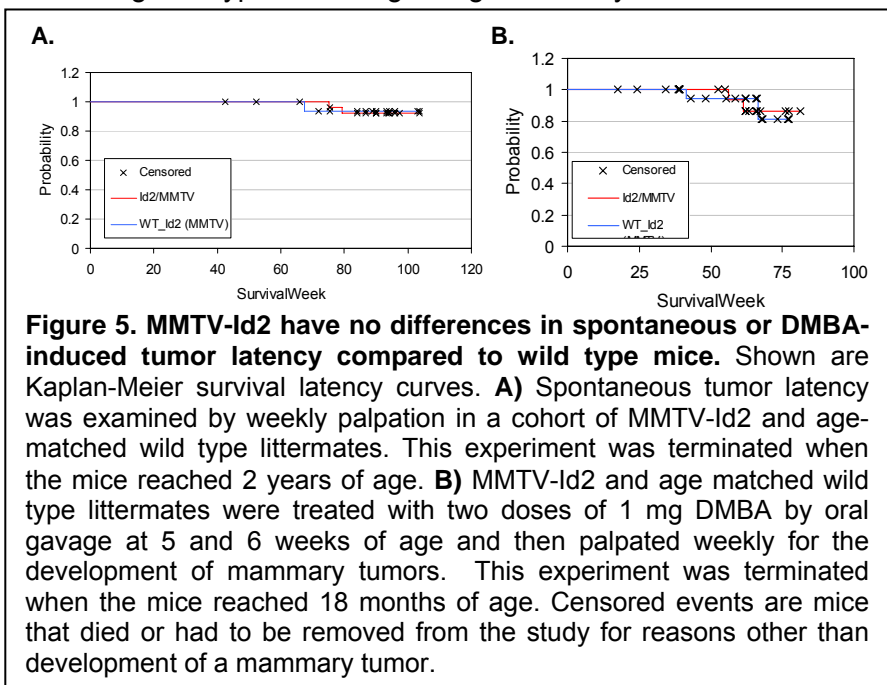 A.
1.2
1
0.8
0.6
0.4
0.2
0
Probability
× Censored
Id2/MMTV
WT_Id2 (MMTV)
0 20 40 60 80 100 120
SurvivalWeek
B.
1.2
1
0.8
0.6
0.4
0.2
0
Probability
× Censored
Id2/MMTV
WT_Id2
0 25 50 75 100
SurvivalWeek
Figure 5. MMTV-Id2 have no differences in spontaneous or DMBA-
induced tumor latency compared to wild type mice. Shown are
Kaplan-Meier survival latency curves. A) Spontaneous tumor latency
was examined by weekly palpation in a cohort of MMTV-Id2 and age-
matched wild type littermates. This experiment was terminated when
the mice reached 2 years of age. B) MMTV-Id2 and age matched wild
type littermates were treated with two doses of 1 mg DMBA by oral
gavage at 5 and 6 weeks of age and then palpated weekly for the
development of mammary tumors. This experiment was terminated
when the mice reached 18 months of age. Censored events are mice
that died or had to be removed from the study for reasons other than
development of a mammary tumor.